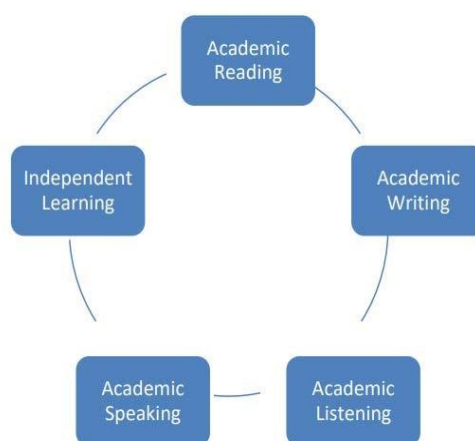 Academic
Reading
Academic
Writing
Academic
Listening
Academic
Speaking
Independent
Learning